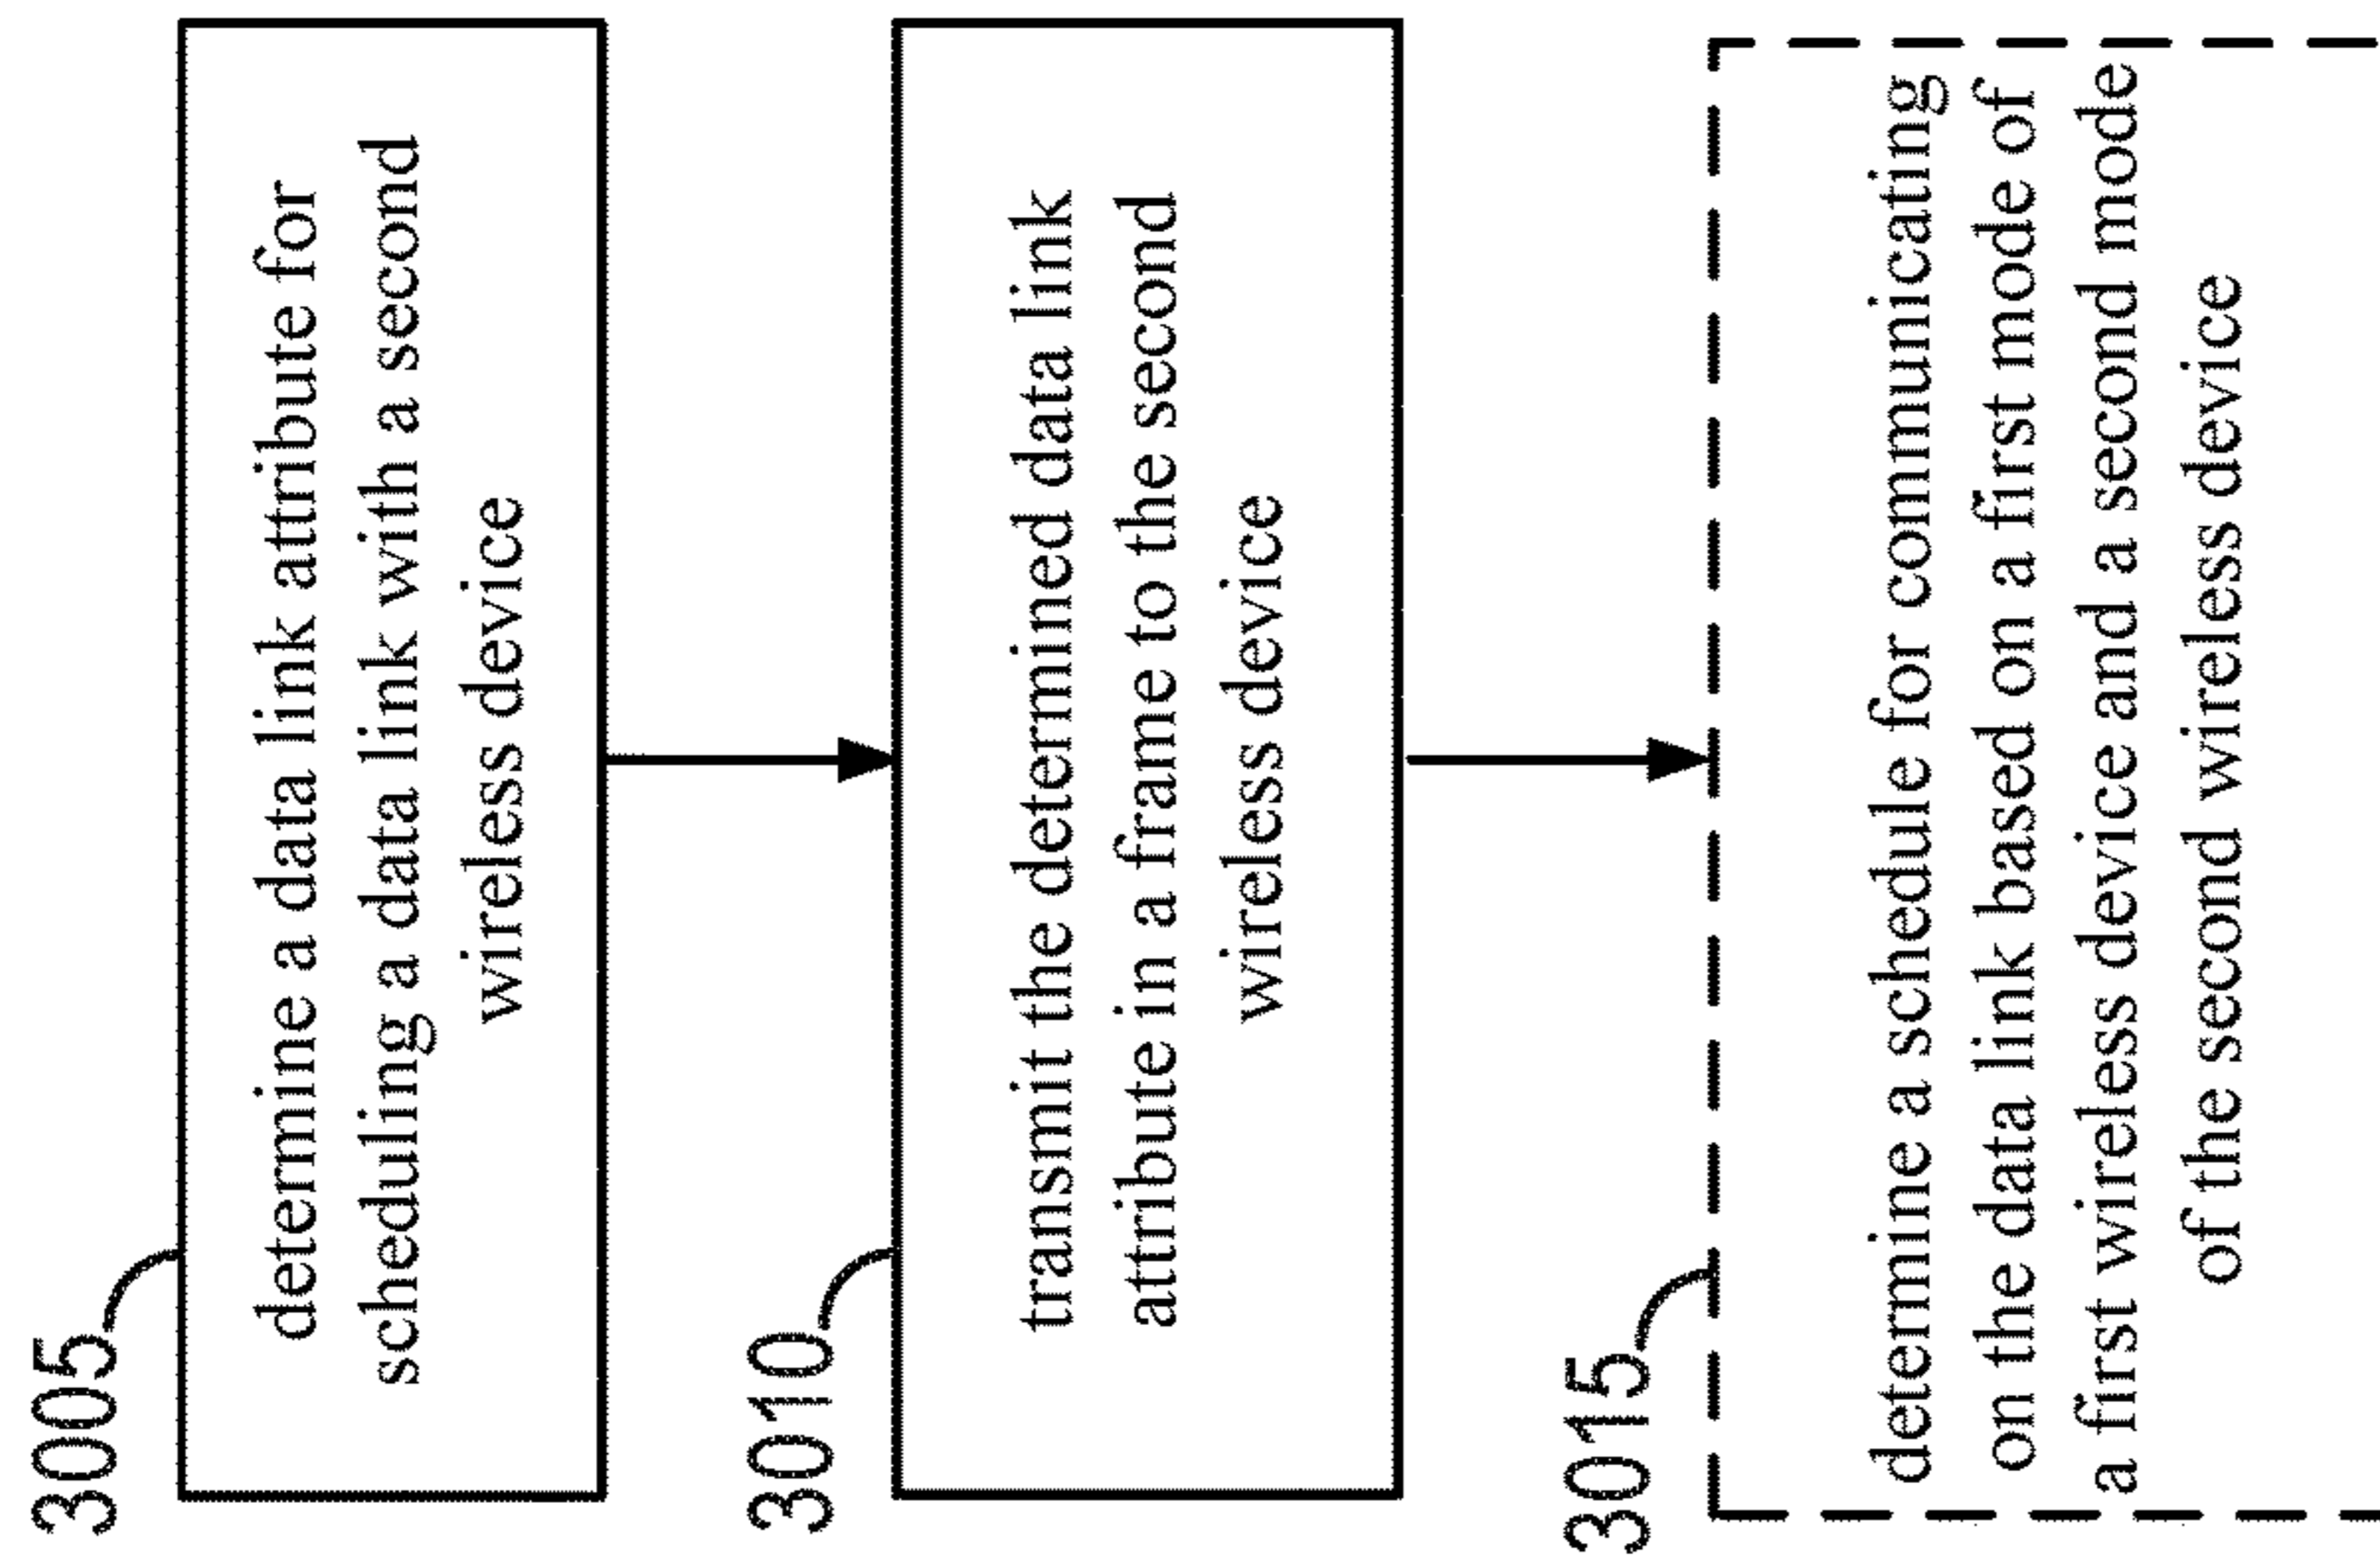 3005
determine a data link attribute for
scheduling a data link with a second
wireless device
3010
transmit the determined data link
attribute in a frame to the second
wireless device
3015
determine a schedule for communicating
on the data link based on a first mode of
a first wireless device and a second mode
of the second wireless device